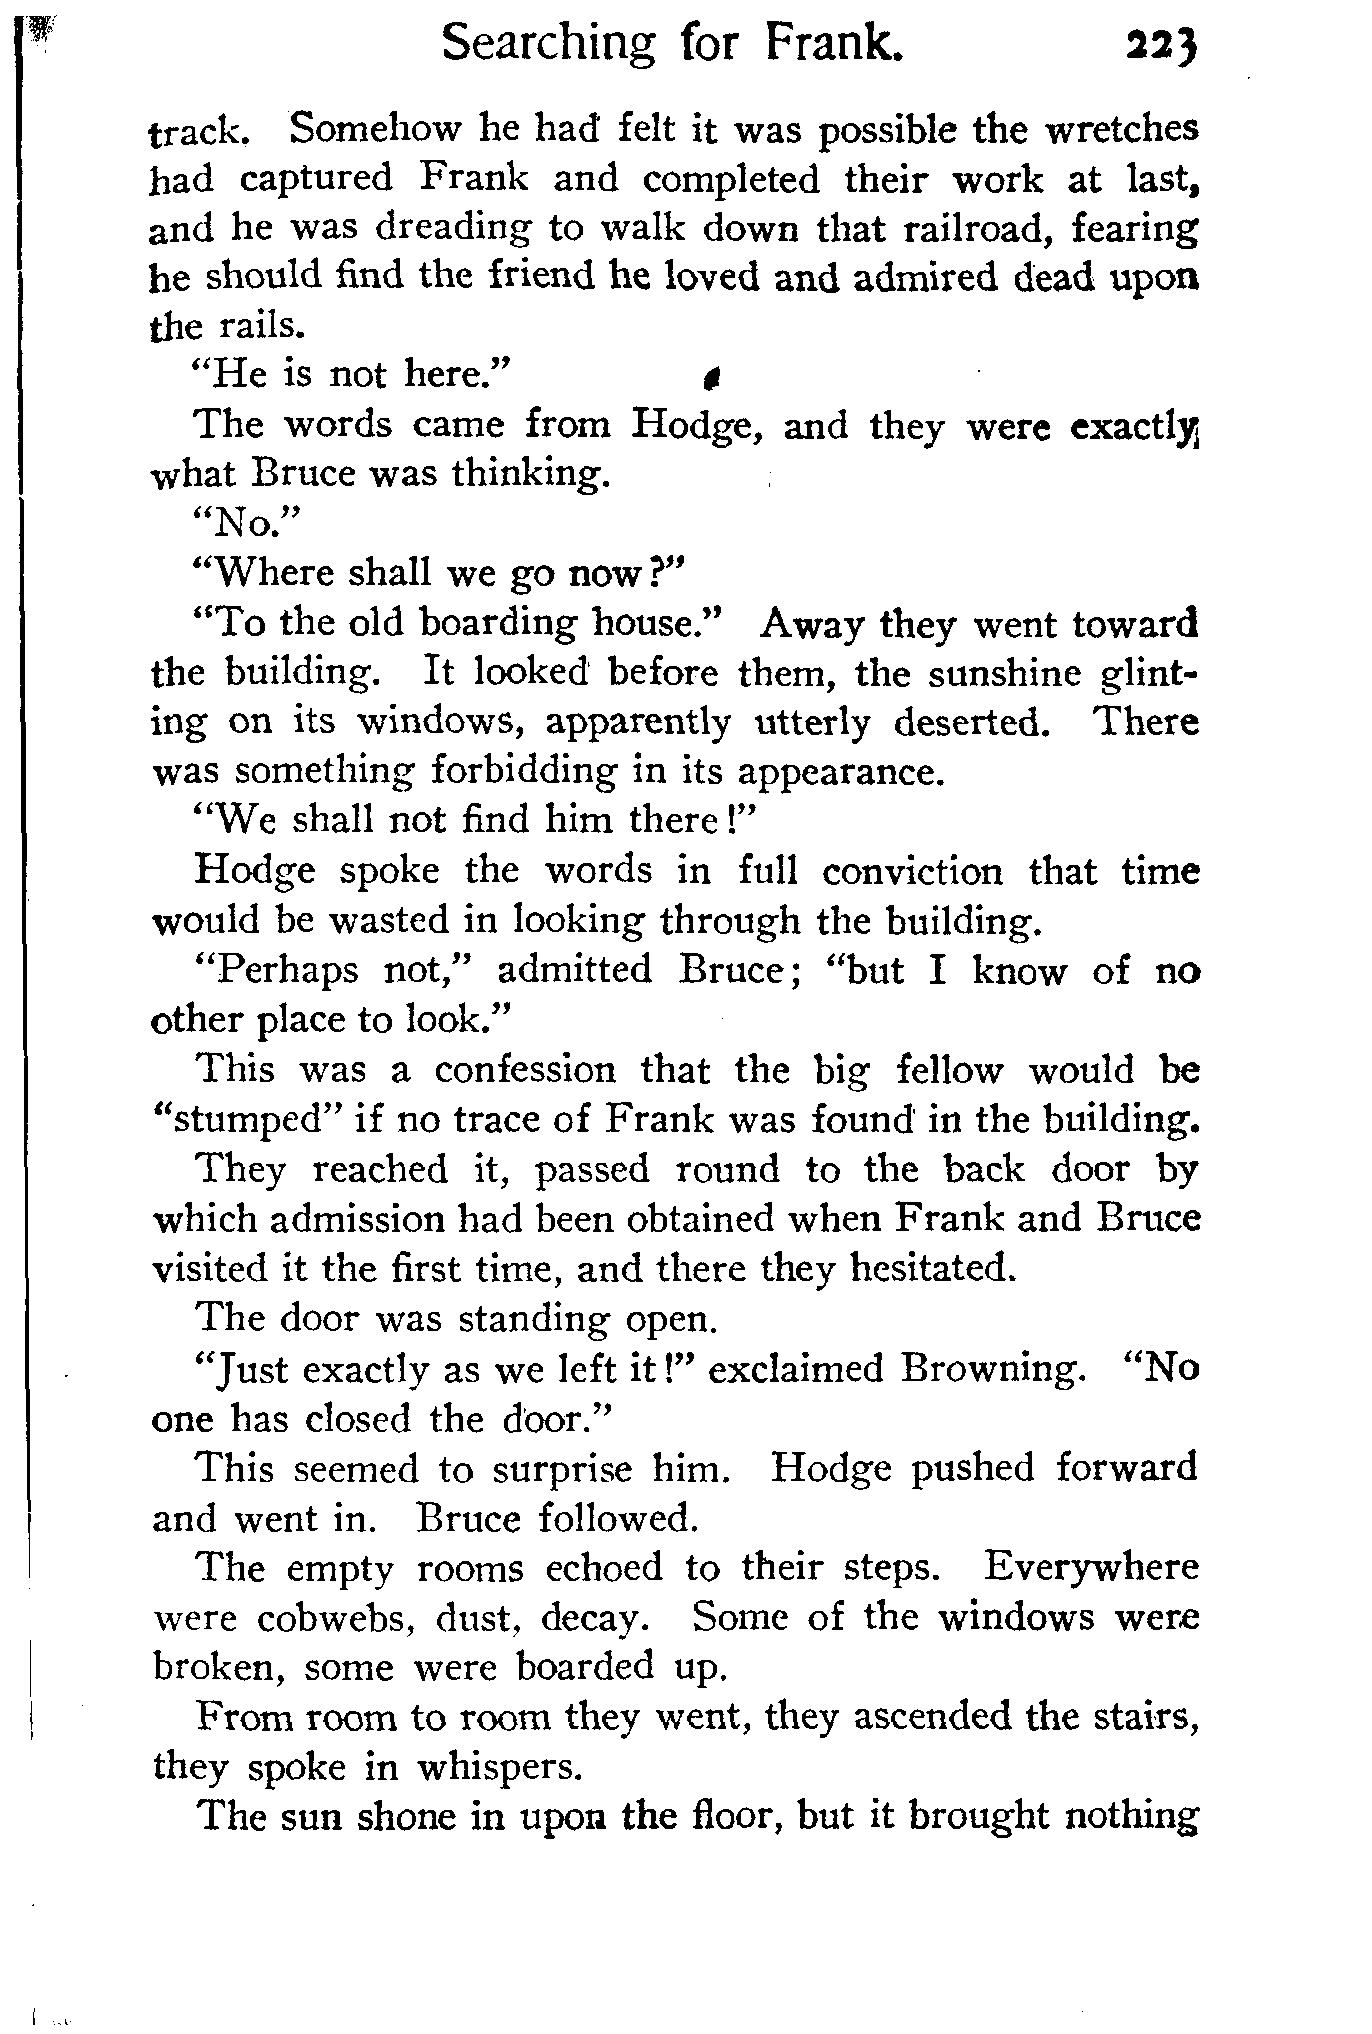 Searching for Frank. 223
track. Somehow he had felt it was possible the wretches
had captured Frank and completed their work at last,
and he was dreading to walk down that railroad, fearing
he should find the friend he loved and admired dead upon
the rails.
"He is not here."
The words came from Hodge, and they were exactly
what Bruce was thinking.
"No."
"Where shall we go now?"
"To the old boarding house." Away they went toward
the building. It looked before them, the sunshine glint-
ing on its windows, apparently utterly deserted. There
was something forbidding in its appearance.
"We shall not find him there!"
Hodge spoke the words in full conviction that time
would be wasted in looking through the building.
"Perhaps not," admitted Bruce; "but I know of no
other place to look."
This was a confession that the big fellow would be
"stumped" if no trace of Frank was found in the building.
They reached it, passed round to the back door by
which admission had been obtained when Frank and Bruce
visited it the first time, and there they hesitated.
The door was standing open.
"Just exactly as we left it!" exclaimed Browning. "No
one has closed the door."
This seemed to surprise him. Hodge pushed forward
and went in. Bruce followed.
The empty rooms echoed to their steps. Everywhere
were cobwebs, dust, decay. Some of the windows were
broken, some were boarded up.
From room to room they went, they ascended the stairs,
they spoke in whispers.
The sun shone in upon the floor, but it brought nothing